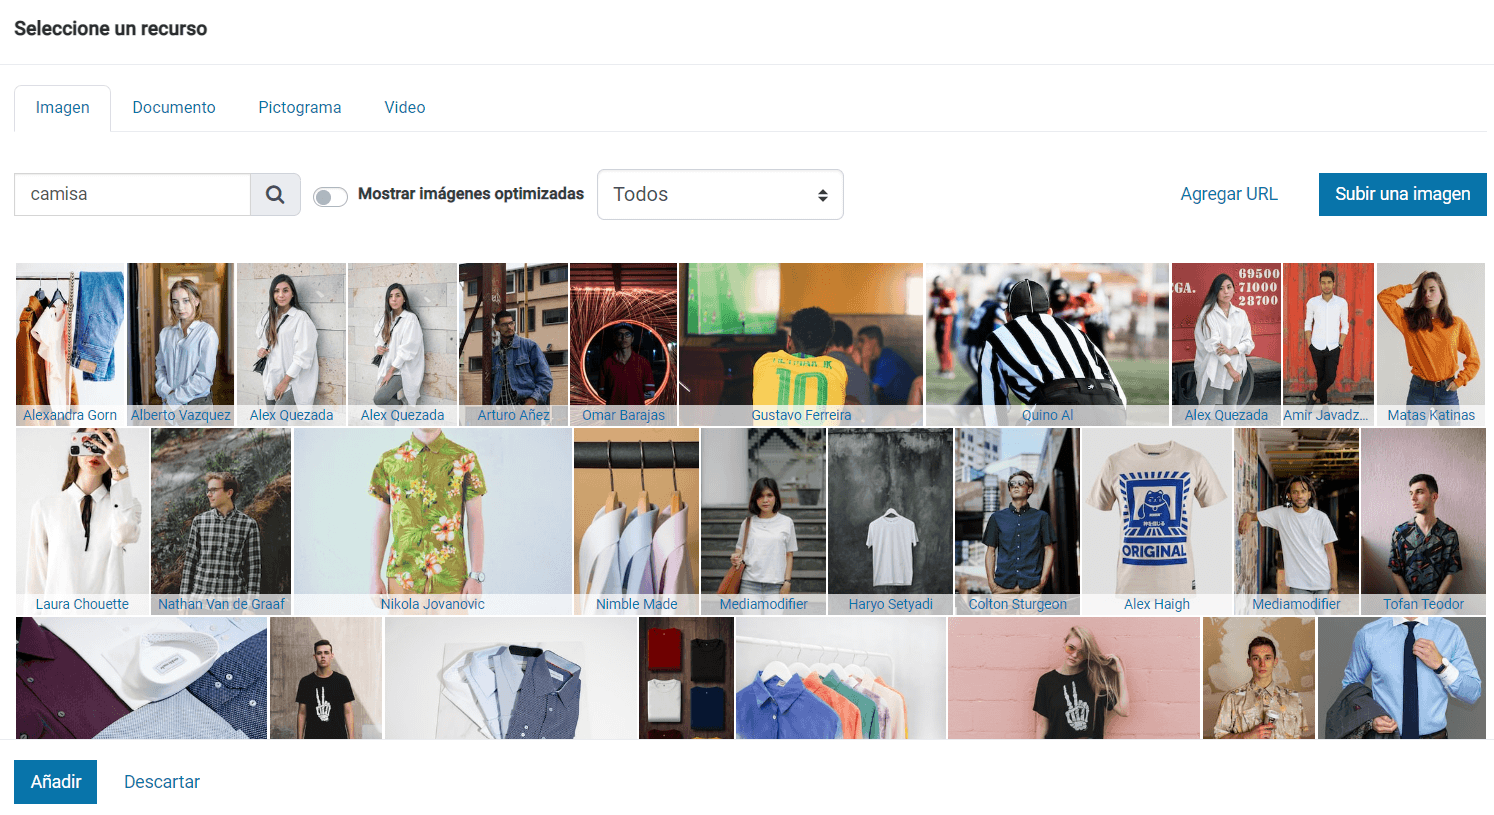 Seleccione un recurso
Imagen
Documento
Pictograma
Video
camisa
Mostrar imágenes optimizadas
Todos
Agregar URL
Subir una imagen
69500
71000
28700
GA.
10
Alexandra Gorn
Alberto Vazquez
Alex Quezada
Alex Quezada
Arturo Añez
Omar Barajas
Gustavo Ferreira
Quino Al
Alex Quezada
Amir Javadz...
Matas Katinas
ORIGINAL
Laura Chouette
Nathan Van de Graaf
Nikola Jovanovic
Nimble Made
Mediamodifier
Haryo Setyadi
Colton Sturgeon
Alex Haigh
Mediamodifier
Tofan Teodor
Añadir
Descartar